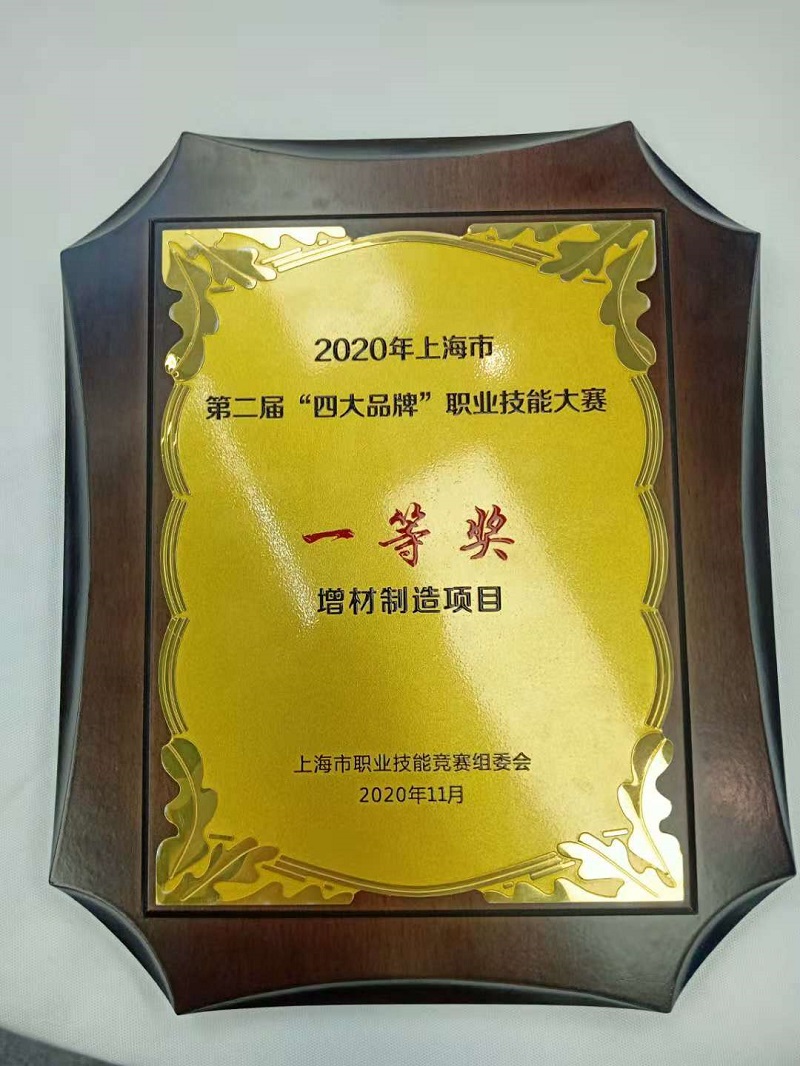 2020年上海市
第二届“四大品牌”职业技能大赛
一等奖
增材制造项目
上海市职业技能竞赛组委会
2020年11月